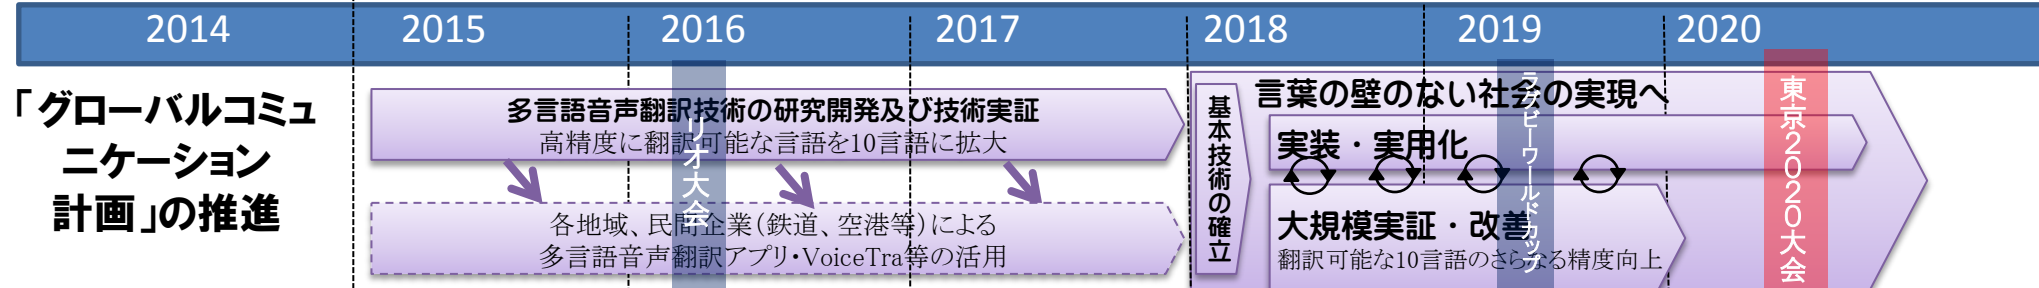 2014 2015 2016 2017 2018 2019 2020
「グローバルコミュ
ニケーション
計画」の推進
多言語音声翻訳技術の研究開発及び技術実証
高精度に翻訳可能な言語を10言語に拡大
リオ大会
各地域、民間企業(鉄道、空港等)による
多言語音声翻訳アプリ・VoiceTra等の活用
基本技術の確立
言葉の壁のない社会の実現へ
実装・実用化
大規模実証・改善
翻訳可能な10言語のさらなる精度向上
ラグビーワールドカップ
東京2020大会